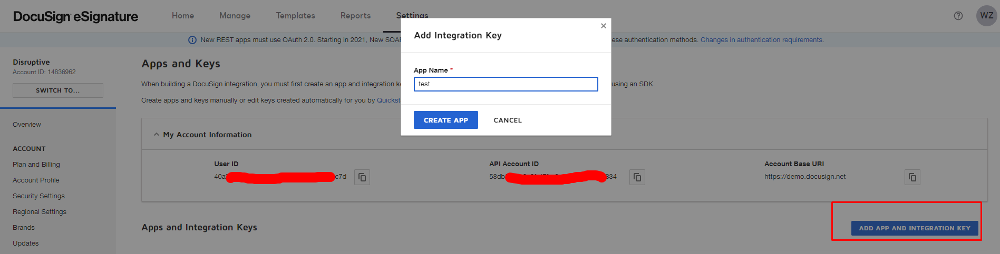 DocuSign eSignature
Home Manage Templates Reports Settings
WZ
New REST apps must use OAuth 2.0. Starting in 2021, New SOA
ese authentication methods. Changes in authentication requirements.
Disruptive
Account ID: 14836962
SWITCH TO...
Overview
ACCOUNT
Plan and Billing
Account Profile
Security Settings
Regional Settings
Brands
Updates
Apps and Keys
When building a DocuSign integration, you must first create an app and integration ke
using an SDK.
Create apps and keys manually or edit keys created automatically for you by Quickst
Add Integration Key
App Name *
test
CREATE APP CANCEL
My Account Information
User ID
40a
c7d
API Account ID
58db
834
Account Base URI
https://demo.docusign.net
Apps and Integration Keys
ADD APP AND INTEGRATION KEY